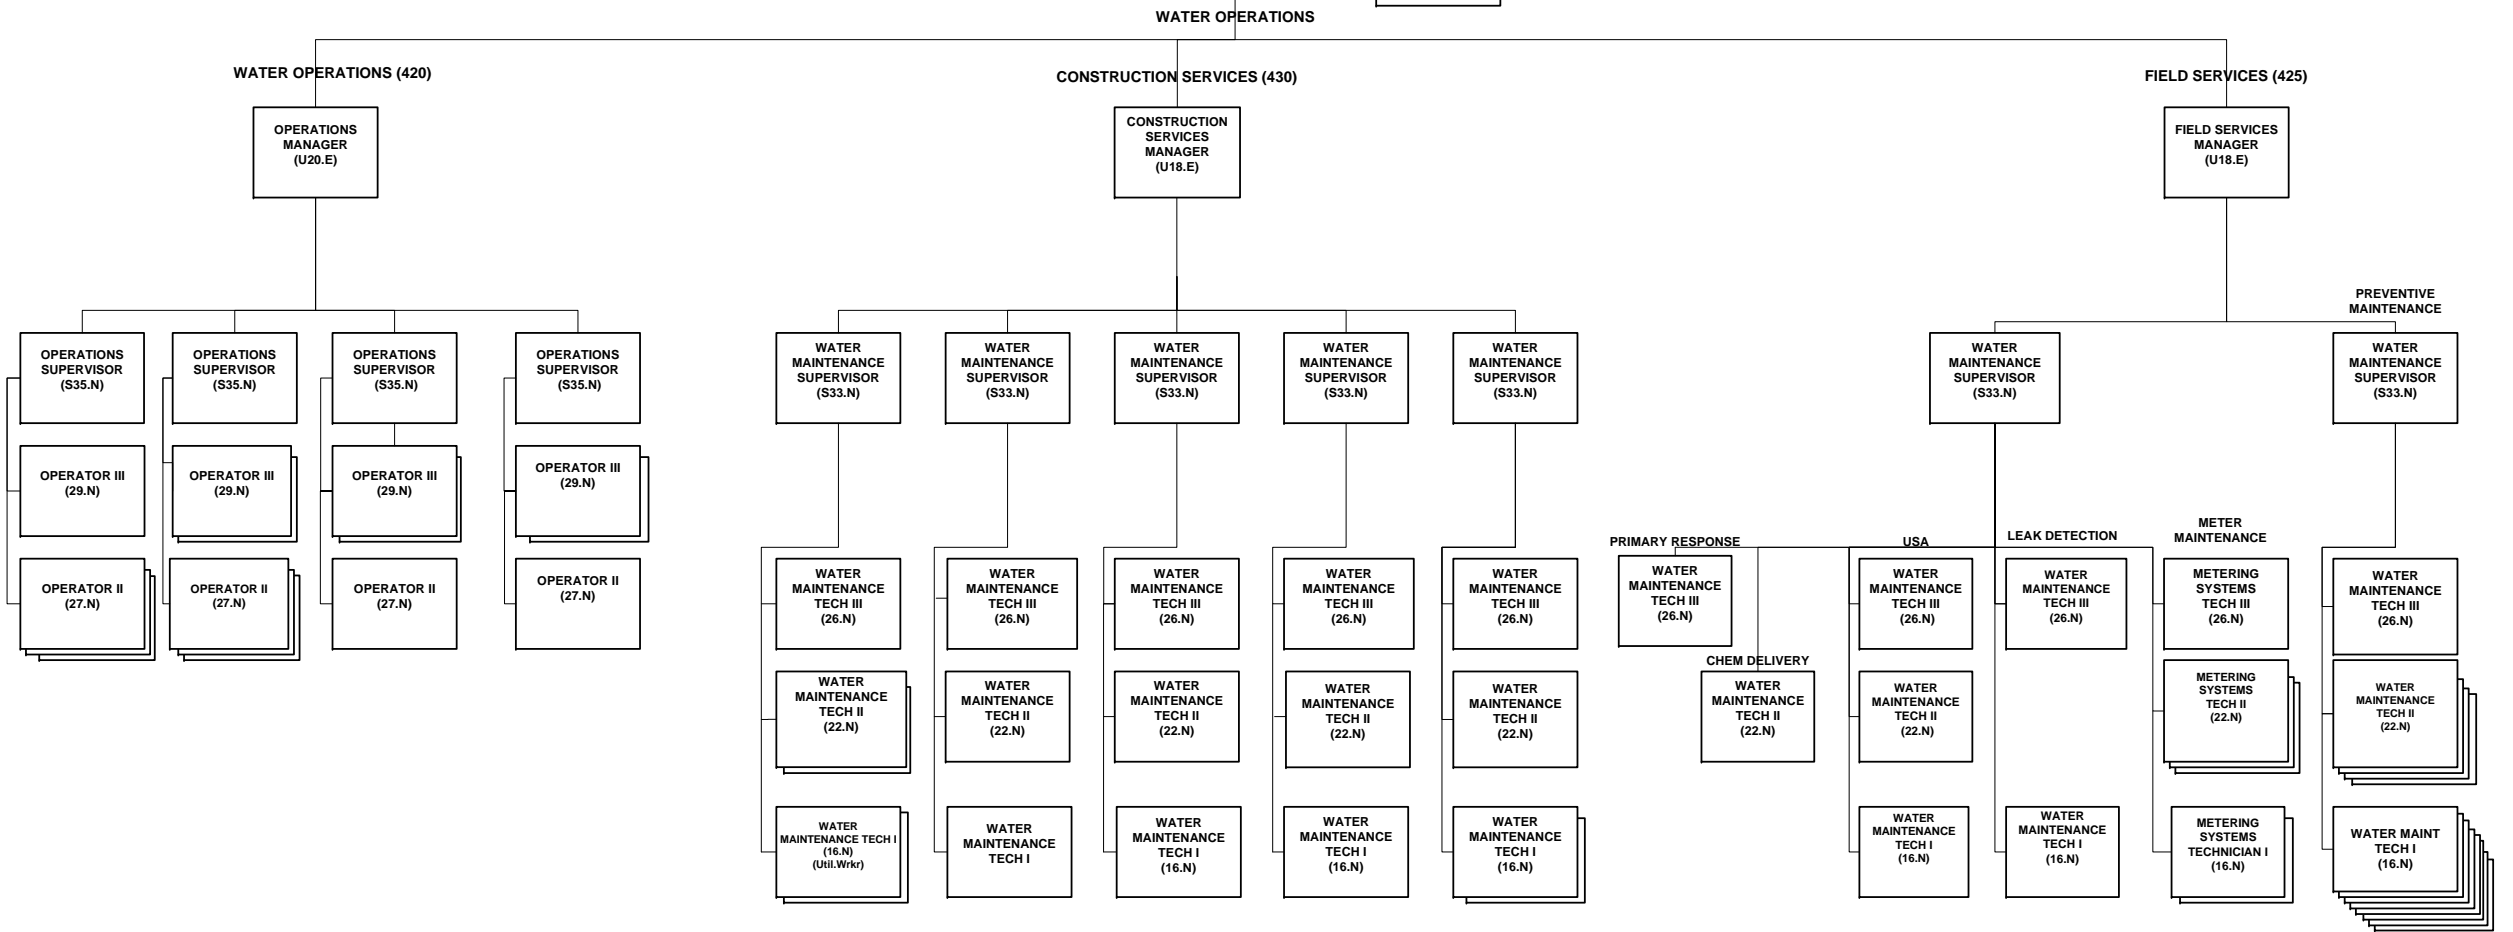 WATER OPERATIONS
WATER OPERATIONS (420)
OPERATIONS
MANAGER
(U20.E)
OPERATIONS
SUPERVISOR
(S35.N)
OPERATOR III
(29.N)
OPERATOR II
(27.N)
OPERATIONS
SUPERVISOR
(S35.N)
OPERATOR III
(29.N)
OPERATOR II
(27.N)
OPERATIONS
SUPERVISOR
(S35.N)
OPERATOR III
(29.N)
OPERATOR II
(27.N)
OPERATIONS
SUPERVISOR
(S35.N)
OPERATOR III
(29.N)
OPERATOR II
(27.N)
CONSTRUCTION SERVICES (430)
CONSTRUCTION
SERVICES
MANAGER
(U18.E)
WATER
MAINTENANCE
SUPERVISOR
(S33.N)
WATER
MAINTENANCE
TECH III
(26.N)
WATER
MAINTENANCE
TECH II
(22.N)
WATER
MAINTENANCE TECH I
(16.N)
(Util.Wrkr)
WATER
MAINTENANCE
SUPERVISOR
(S33.N)
WATER
MAINTENANCE
TECH III
(26.N)
WATER
MAINTENANCE
TECH II
(22.N)
WATER
MAINTENANCE
TECH I
WATER
MAINTENANCE
SUPERVISOR
(S33.N)
WATER
MAINTENANCE
TECH III
(26.N)
WATER
MAINTENANCE
TECH II
(22.N)
WATER
MAINTENANCE
TECH I
(16.N)
WATER
MAINTENANCE
SUPERVISOR
(S33.N)
WATER
MAINTENANCE
TECH III
(26.N)
WATER
MAINTENANCE
TECH II
(22.N)
WATER
MAINTENANCE
TECH I
(16.N)
WATER
MAINTENANCE
SUPERVISOR
(S33.N)
WATER
MAINTENANCE
TECH III
(26.N)
WATER
MAINTENANCE
TECH II
(22.N)
WATER
MAINTENANCE
TECH I
(16.N)
FIELD SERVICES (425)
FIELD SERVICES
MANAGER
(U18.E)
WATER
MAINTENANCE
SUPERVISOR
(S33.N)
PRIMARY RESPONSE
WATER
MAINTENANCE
TECH III
(26.N)
CHEM DELIVERY
WATER
MAINTENANCE
TECH II
(22.N)
USA
WATER
MAINTENANCE
TECH III
(26.N)
WATER
MAINTENANCE
TECH II
(22.N)
WATER
MAINTENANCE
TECH I
(16.N)
LEAK DETECTION
WATER
MAINTENANCE
TECH III
(26.N)
WATER
MAINTENANCE
TECH I
(16.N)
METER
MAINTENANCE
METERING
SYSTEMS
TECH III
(26.N)
METERING
SYSTEMS
TECH II
(22.N)
METERING
SYSTEMS
TECHNICIAN I
(16.N)
PREVENTIVE
MAINTENANCE
WATER
MAINTENANCE
SUPERVISOR
(S33.N)
WATER
MAINTENANCE
TECH III
(26.N)
WATER
MAINTENANCE
TECH II
(22.N)
WATER MAINT
TECH I
(16.N)